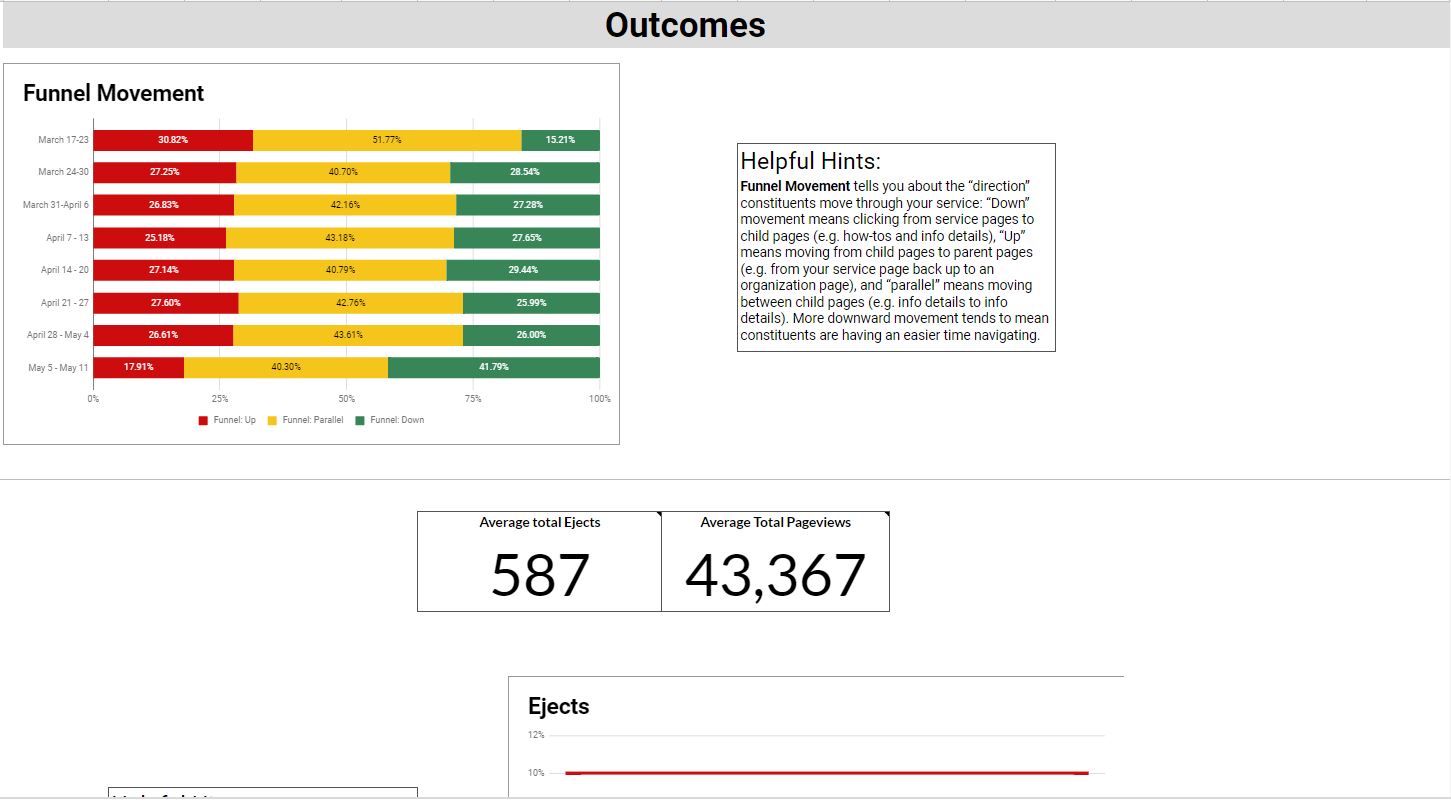 Outcomes
Funnel Movement
March 17-23 30.82% 51.77% 15.21%
March 24-30 27.25% 40.70% 28.54%
March 31-April 6 26.83% 42.16% 27.28%
April 7 - 13 25.18% 43.18% 27.65%
April 14 - 20 27.14% 40.79% 29.44%
April 21 - 27 27.60% 42.76% 25.99%
April 28 - May 4 26.61% 43.61% 26.00%
May 5 - May 11 17.91% 40.30% 41.79%
0% 25% 50% 75% 100%
Funnel: Up Funnel: Parallel Funnel: Down
Helpful Hints:
Funnel Movement tells you about the “direction”
constituents move through your service: “Down”
movement means clicking from service pages to
child pages (e.g. how-tos and info details), “Up”
means moving from child pages to parent pages
(e.g. from your service page back up to an
organization page), and “parallel” means moving
between child pages (e.g. info details to info
details). More downward movement tends to mean
constituents are having an easier time navigating.
Average total Ejects Average Total Pageviews
587 43,367
Ejects
12%
10%